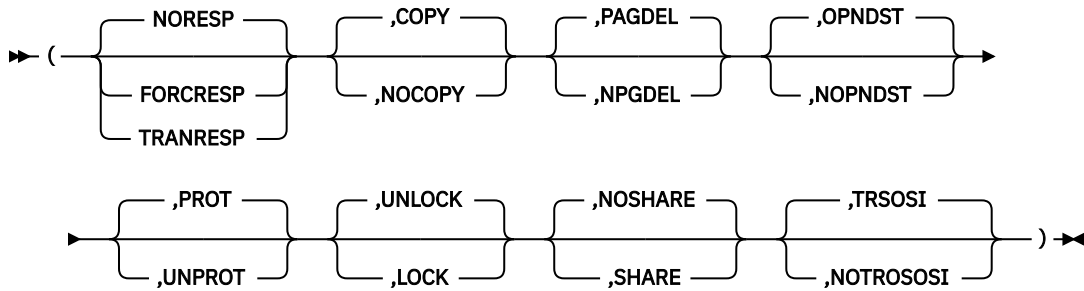 NORESP ,COPY ,PAGDEL ,OPNDST
(
FORCRESP ,NOCOPY ,NPGDEL ,NOPNDST
TRANRESP
,PROT ,UNLOCK ,NOSHARE ,TRSOSI
)
,UNPROT ,LOCK ,SHARE ,NOTROSOSI